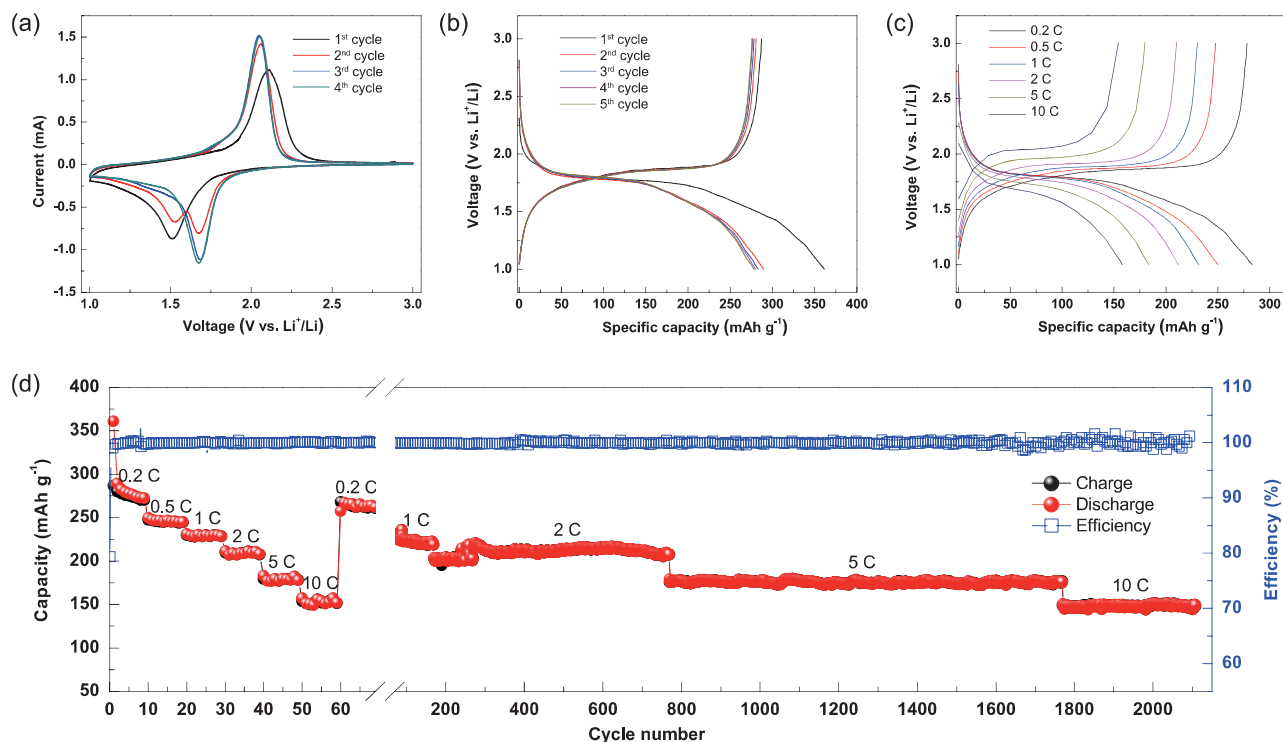 (a)
1st cycle
2nd cycle
3rd cycle
4th cycle
1.5
1.0
0.5
0.0
-0.5
-1.0
-1.5
Current (mA)
1.0 1.5 2.0 2.5 3.0
Voltage (V vs. Li+/Li)
(b)
1st cycle
2nd cycle
3rd cycle
4th cycle
5th cycle
3.0
2.5
2.0
1.5
1.0
Voltage (V vs. Li+/Li)
0 50 100 150 200 250 300 350 400
Specific capacity (mAh g-1)
(c)
0.2 C
0.5 C
1 C
2 C
5 C
10 C
3.0
2.5
2.0
1.5
1.0
Voltage (V vs. Li+/Li)
0 50 100 150 200 250 300
Specific capacity (mAh g-1)
(d)
400
350
300
250
200
150
100
50
Capacity (mAh g-1)
0.2 C
0.5 C
1 C
2 C
5 C
10 C
0.2 C
1 C
2 C
5 C
10 C
Charge
Discharge
Efficiency
110
100
90
80
70
60
Efficiency (%)
0 10 20 30 40 50 60 200 400 600 800 1000 1200 1400 1600 1800 2000
Cycle number